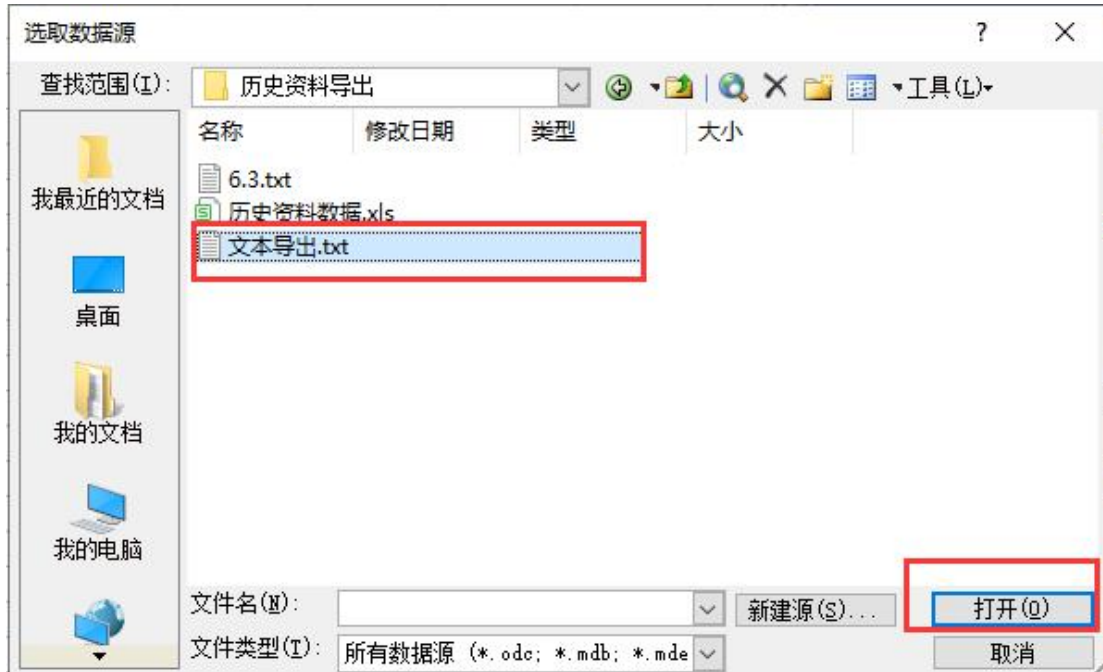 选取数据源 ?
查找范围(I): 历史资料导出 工具(L)
名称 修改日期 类型 大小
6.3.txt
历史资料数据.xls
文本导出.txt
我最近的文档
桌面
我的文档
我的电脑
文件名(N): 新建源(S)... 打开(O)
文件类型(T): 所有数据源 (*.odc; *.mdb; *.mde 取消